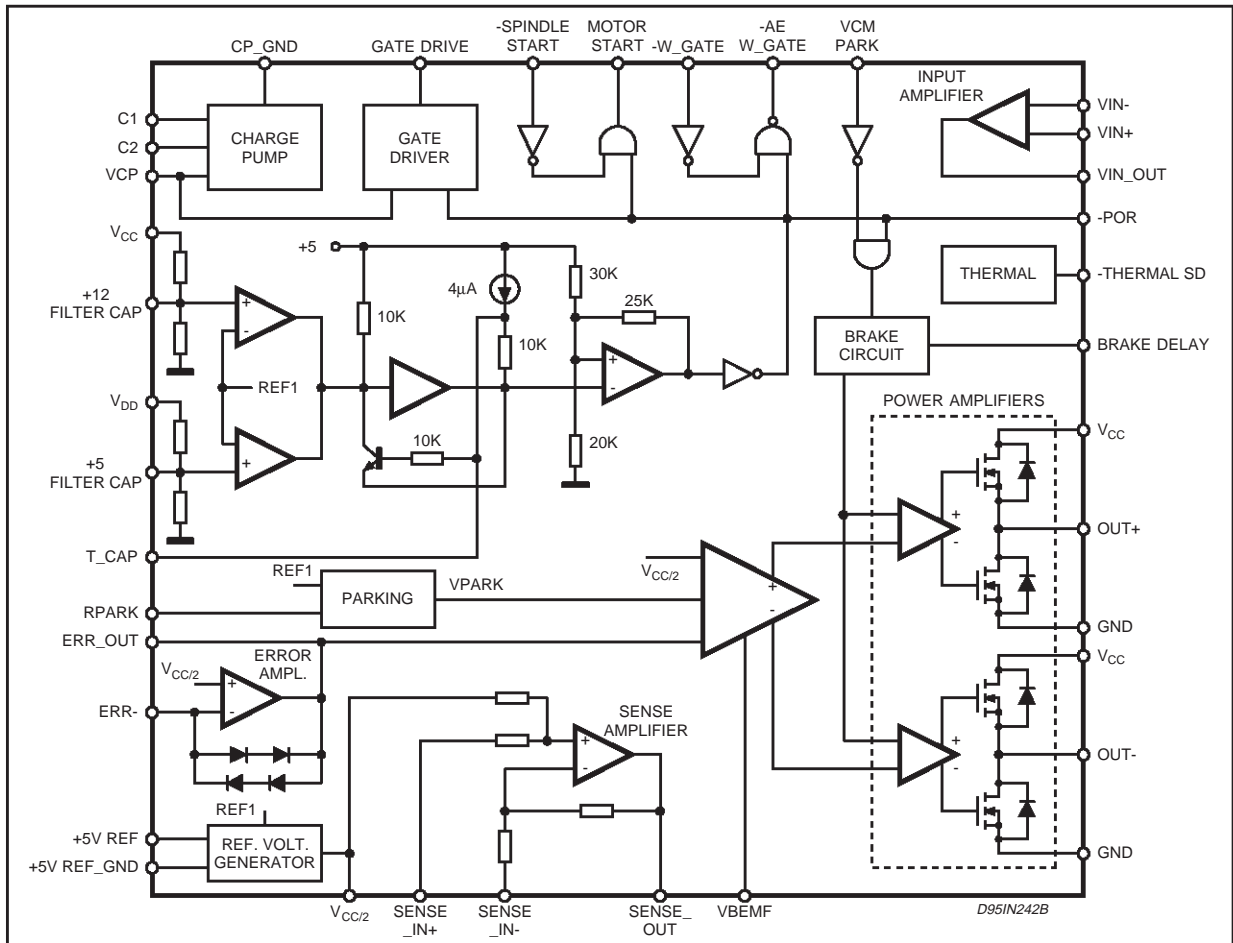 -SPINDLE START
MOTOR START
-W_GATE
-AE W_GATE
VCM PARK
CP_GND
GATE DRIVE
INPUT AMPLIFIER
C1
C2
VCP
CHARGE PUMP
GATE DRIVER
VIN-
VIN+
VIN_OUT
-POR
VCC
+5
30K
THERMAL
-THERMAL SD
+12 FILTER CAP
+
-
10K
4µA
10K
25K
+
-
BRAKE CIRCUIT
BRAKE DELAY
REF1
VDD
POWER AMPLIFIERS
+
10K
20K
VCC
+5 FILTER CAP
+
-
OUT+
T_CAP
VCC/2
+
-
REF1
PARKING
VPARK
RPARK
GND
ERR_OUT
VCC
ERROR AMPL.
VCC/2
+
-
ERR-
SENSE AMPLIFIER
+
-
+
-
OUT-
REF1
+5V REF
REF. VOLT. GENERATOR
+5V REF_GND
GND
VCC/2
SENSE _IN+
SENSE _IN-
SENSE_ OUT
VBEMF
D95IN242B